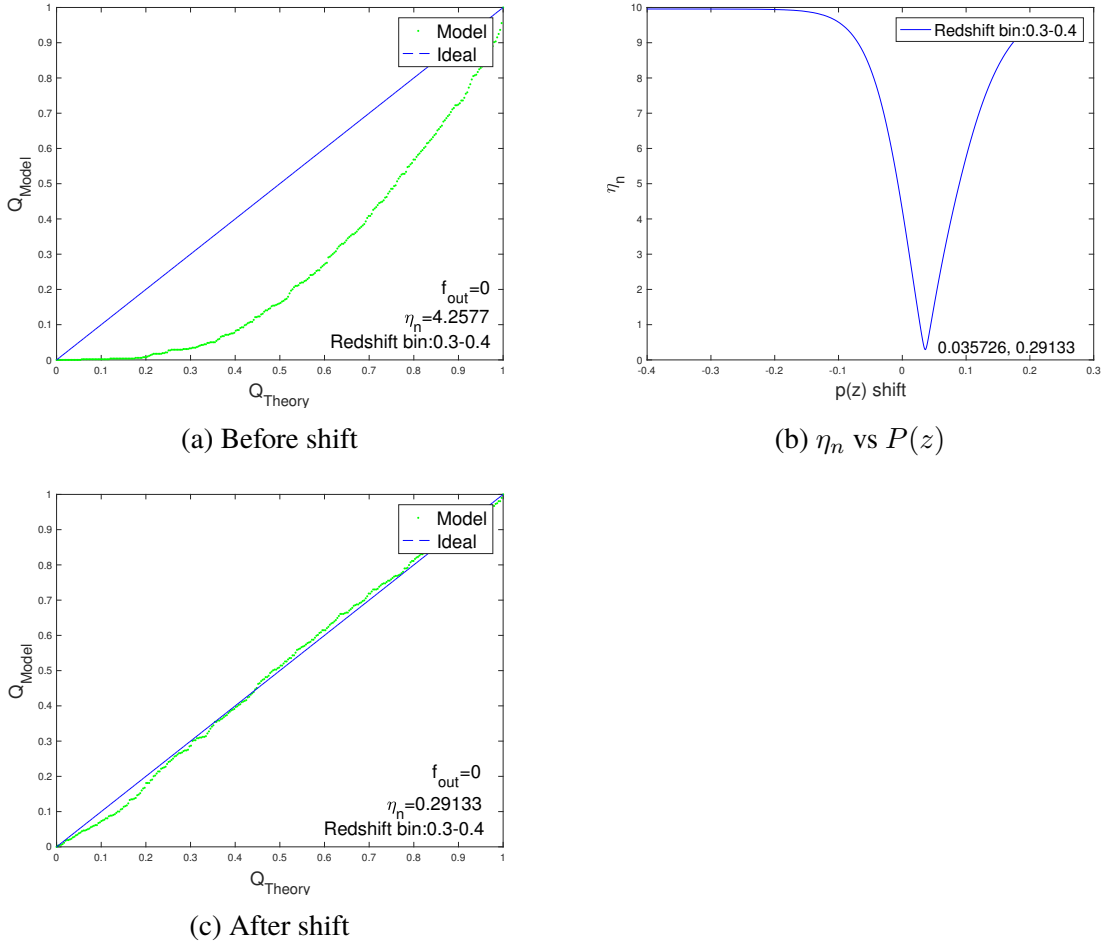 1
0.9
0.8
0.7
0.6
0.5
0.4
0.3
0.2
0.1
0
Q_Model
Model
Ideal
f_out=0
η_n=4.2577
Redshift bin:0.3-0.4
0 0.1 0.2 0.3 0.4 0.5 0.6 0.7 0.8 0.9 1
Q_Theory
(a) Before shift
10
9
8
7
6
5
4
3
2
1
0
η_n
Redshift bin:0.3-0.4
0.035726, 0.29133
-0.4 -0.3 -0.2 -0.1 0 0.1 0.2 0.3
p(z) shift
(b) η_n vs P(z)
1
0.9
0.8
0.7
0.6
0.5
0.4
0.3
0.2
0.1
0
Q_Model
Model
Ideal
f_out=0
η_n=0.29133
Redshift bin:0.3-0.4
0 0.1 0.2 0.3 0.4 0.5 0.6 0.7 0.8 0.9 1
Q_Theory
(c) After shift